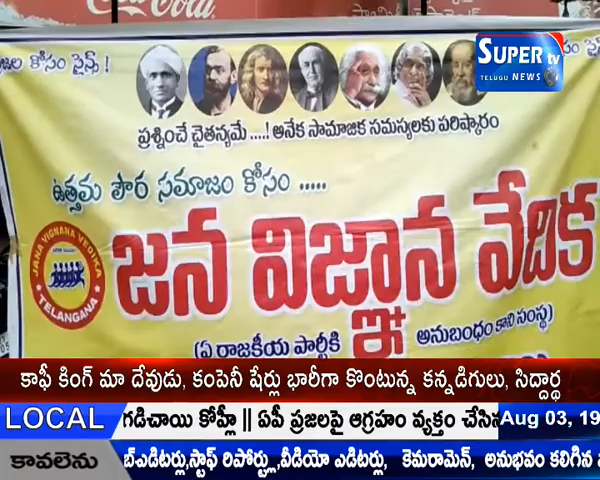 Coca-Cola
SUPER tv
TELUGU NEWS
కోసం సైన్స్ !
ప్రశ్నించే చైతన్యమే ....! అనేక సామాజిక సమస్యలకు పరిష్కారం
ఉత్తమ పౌర సమాజం కోసం .....
జన విజ్ఞాన వేదిక
JANA VIGNANA VEDIKA
TELANGANA
(ఏ రాజకీయ పార్టీకి అనుబంధం కాని సంస్థ)
కాఫీ కింగ్ మా దేవుడు, కంపెనీ షేర్లు భారీగా కొంటున్న కన్నడిగులు, సిద్ధార్థ
LOCAL గడిచాయి కోహ్లీ || ఏపీ ప్రజలపై ఆగ్రహం వ్యక్తం చేసిన Aug 03, 19
కావలెను బ్ఎడిటర్లు,స్టాఫ్ రిపోర్ట్లు,వీడియో ఎడిటర్లు, కెమరామెన్, అనుభవం కలిగిన